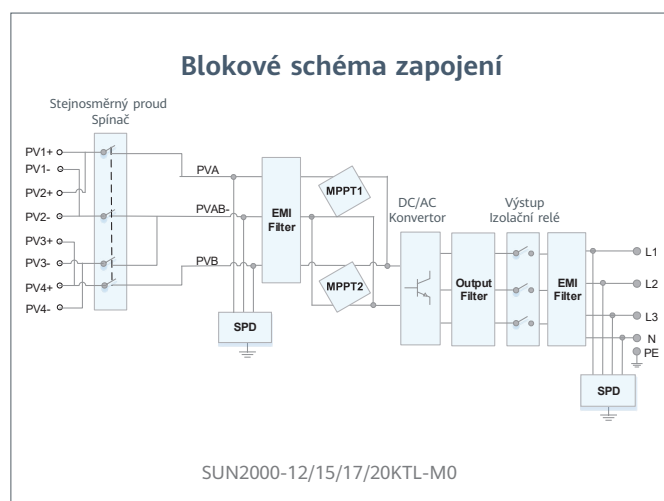 Blokové schéma zapojení
Stejnosměrný proud
Spínač
PV1+
PV1-
PV2+
PV2-
PV3+
PV3-
PV4+
PV4-
PVA
PVAB-
PVB
EMI
Filter
SPD
MPPT1
MPPT2
DC/AC
Konvertor
Output
Filter
Výstup
Izolační relé
EMI
Filter
L1
L2
L3
N
PE
SPD
SUN2000-12/15/17/20KTL-M0